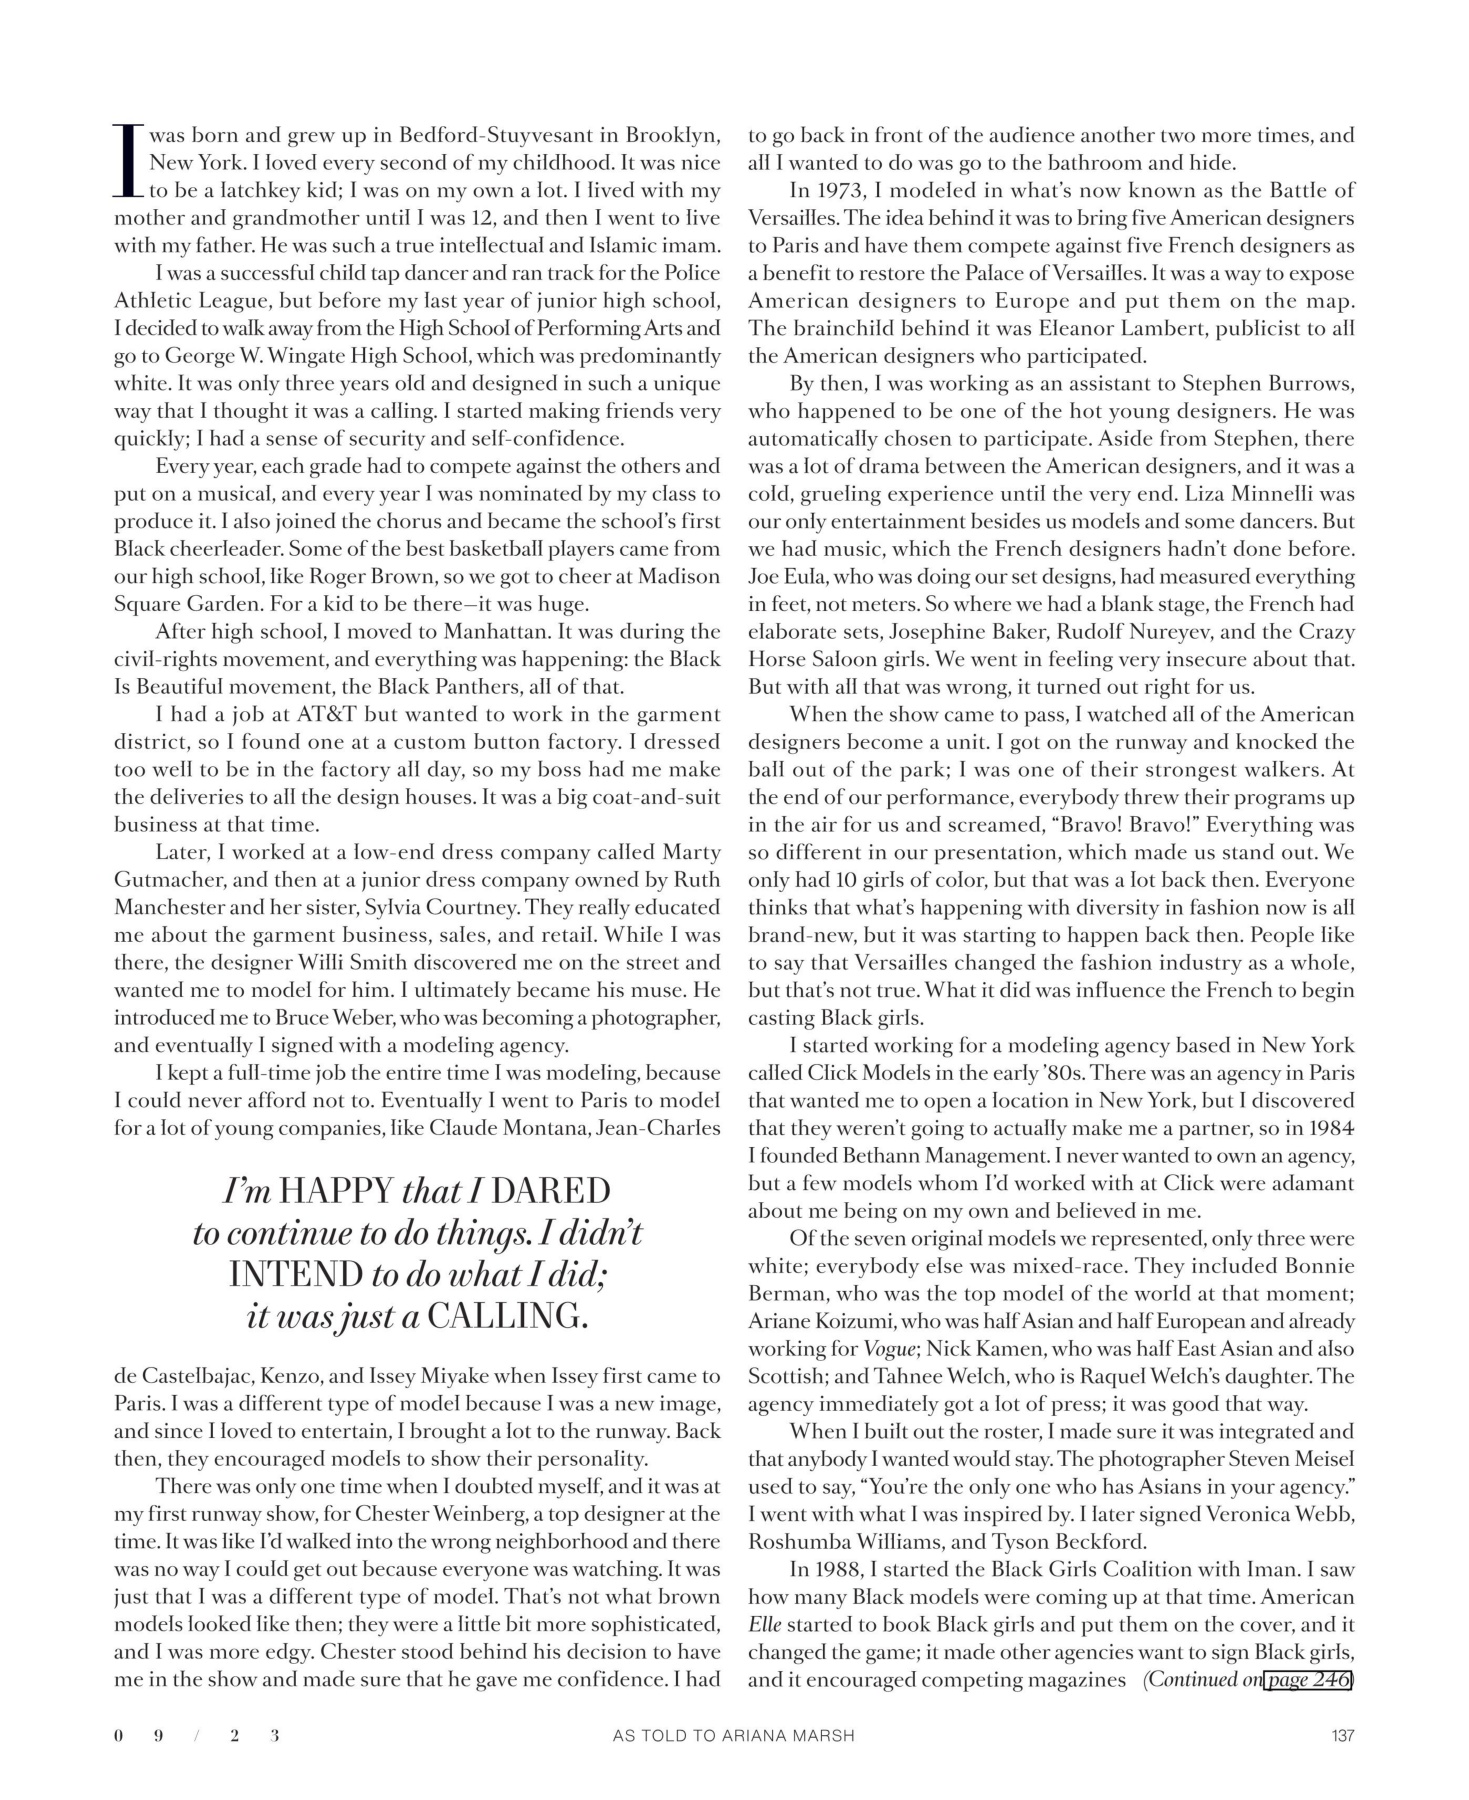 I was born and grew up in Bedford-Stuyvesant in Brooklyn,
New York. I loved every second of my childhood. It was nice
to be a latchkey kid; I was on my own a lot. I lived with my
mother and grandmother until I was 12, and then I went to live
with my father. He was such a true intellectual and Islamic imam.
I was a successful child tap dancer and ran track for the Police
Athletic League, but before my last year of junior high school,
I decided to walk away from the High School of Performing Arts and
go to George W. Wingate High School, which was predominantly
white. It was only three years old and designed in such a unique
way that I thought it was a calling. I started making friends very
quickly; I had a sense of security and self-confidence.
Every year, each grade had to compete against the others and
put on a musical, and every year I was nominated by my class to
produce it. I also joined the chorus and became the school's first
Black cheerleader. Some of the best basketball players came from
our high school, like Roger Brown, so we got to cheer at Madison
Square Garden. For a kid to be there—it was huge.
After high school, I moved to Manhattan. It was during the
civil-rights movement, and everything was happening: the Black
Is Beautiful movement, the Black Panthers, all of that.
I had a job at AT&T but wanted to work in the garment
district, so I found one at a custom button factory. I dressed
too well to be in the factory all day, so my boss had me make
the deliveries to all the design houses. It was a big coat-and-suit
business at that time.
Later, I worked at a low-end dress company called Marty
Gutmacher, and then at a junior dress company owned by Ruth
Manchester and her sister, Sylvia Courtney. They really educated
me about the garment business, sales, and retail. While I was
there, the designer Willi Smith discovered me on the street and
wanted me to model for him. I ultimately became his muse. He
introduced me to Bruce Weber, who was becoming a photographer,
and eventually I signed with a modeling agency.
I kept a full-time job the entire time I was modeling, because
I could never afford not to. Eventually I went to Paris to model
for a lot of young companies, like Claude Montana, Jean-Charles
I'm HAPPY that I DARED
to continue to do things. I didn't
INTEND to do what I did;
it was just a CALLING.
de Castelbajac, Kenzo, and Issey Miyake when Issey first came to
Paris. I was a different type of model because I was a new image,
and since I loved to entertain, I brought a lot to the runway. Back
then, they encouraged models to show their personality.
There was only one time when I doubted myself, and it was at
my first runway show, for Chester Weinberg, a top designer at the
time. It was like I'd walked into the wrong neighborhood and there
was no way I could get out because everyone was watching. It was
just that I was a different type of model. That's not what brown
models looked like then; they were a little bit more sophisticated,
and I was more edgy. Chester stood behind his decision to have
me in the show and made sure that he gave me confidence. I had
to go back in front of the audience another two more times, and
all I wanted to do was go to the bathroom and hide.
In 1973, I modeled in what's now known as the Battle of
Versailles. The idea behind it was to bring five American designers
to Paris and have them compete against five French designers as
a benefit to restore the Palace of Versailles. It was a way to expose
American designers to Europe and put them on the map.
The brainchild behind it was Eleanor Lambert, publicist to all
the American designers who participated.
By then, I was working as an assistant to Stephen Burrows,
who happened to be one of the hot young designers. He was
automatically chosen to participate. Aside from Stephen, there
was a lot of drama between the American designers, and it was a
cold, grueling experience until the very end. Liza Minnelli was
our only entertainment besides us models and some dancers. But
we had music, which the French designers hadn't done before.
Joe Eula, who was doing our set designs, had measured everything
in feet, not meters. So where we had a blank stage, the French had
elaborate sets, Josephine Baker, Rudolf Nureyev, and the Crazy
Horse Saloon girls. We went in feeling very insecure about that.
But with all that was wrong, it turned out right for us.
When the show came to pass, I watched all of the American
designers become a unit. I got on the runway and knocked the
ball out of the park; I was one of their strongest walkers. At
the end of our performance, everybody threw their programs up
in the air for us and screamed, “Bravo! Bravo!” Everything was
so different in our presentation, which made us stand out. We
only had 10 girls of color, but that was a lot back then. Everyone
thinks that what's happening with diversity in fashion now is all
brand-new, but it was starting to happen back then. People like
to say that Versailles changed the fashion industry as a whole,
but that's not true. What it did was influence the French to begin
casting Black girls.
I started working for a modeling agency based in New York
called Click Models in the early '80s. There was an agency in Paris
that wanted me to open a location in New York, but I discovered
that they weren't going to actually make me a partner, so in 1984
I founded Bethann Management. I never wanted to own an agency,
but a few models whom I'd worked with at Click were adamant
about me being on my own and believed in me.
Of the seven original models we represented, only three were
white; everybody else was mixed-race. They included Bonnie
Berman, who was the top model of the world at that moment;
Ariane Koizumi, who was half Asian and half European and already
working for Vogue; Nick Kamen, who was half East Asian and also
Scottish; and Tahnee Welch, who is Raquel Welch's daughter. The
agency immediately got a lot of press; it was good that way.
When I built out the roster, I made sure it was integrated and
that anybody I wanted would stay. The photographer Steven Meisel
used to say, “You're the only one who has Asians in your agency.”
I went with what I was inspired by. I later signed Veronica Webb,
Roshumba Williams, and Tyson Beckford.
In 1988, I started the Black Girls Coalition with Iman. I saw
how many Black models were coming up at that time. American
Elle started to book Black girls and put them on the cover, and it
changed the game; it made other agencies want to sign Black girls,
and it encouraged competing magazines (Continued on page 246)
09/23
AS TOLD TO ARIANA MARSH
137